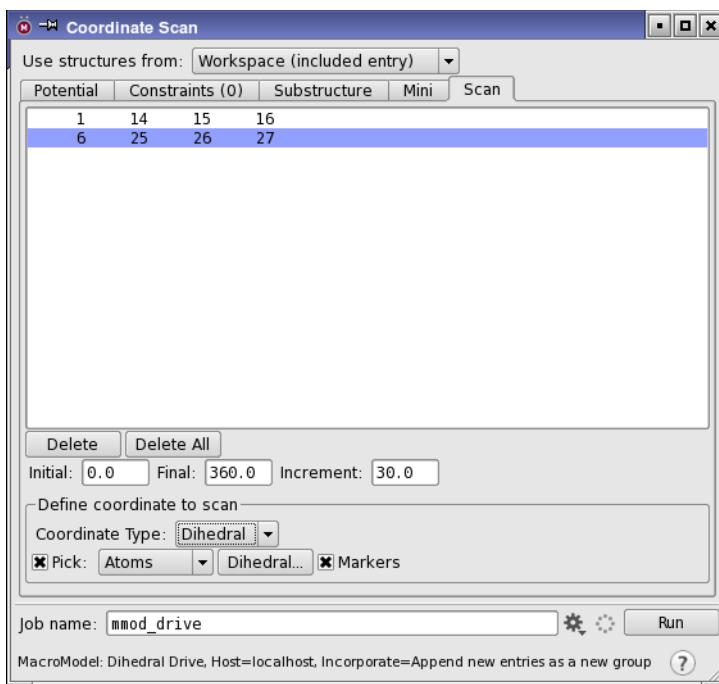 Coordinate Scan
Use structures from: Workspace (included entry)
Potential Constraints (0) Substructure Mini Scan
1 14 15 16
6 25 26 27
Delete Delete All
Initial: 0.0 Final: 360.0 Increment: 30.0
Define coordinate to scan
Coordinate Type: Dihedral
Pick: Atoms Dihedral... Markers
Job name: mmod_drive Run
MacroModel: Dihedral Drive, Host=localhost, Incorporate=Append new entries as a new group ?